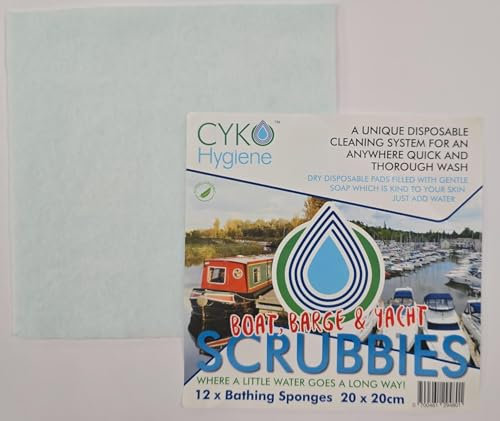 CYKO™
Hygiene
A UNIQUE DISPOSABLE
CLEANING SYSTEM FOR AN
ANYWHERE QUICK AND
THOROUGH WASH
DRY DISPOSABLE PADS FILLED WITH GENTLE
SOAP WHICH IS KIND TO YOUR SKIN
JUST ADD WATER
BOAT, BARGE & YACHT
SCRUBBIES
WHERE A LITTLE WATER GOES A LONG WAY!
12 x Bathing Sponges 20 x 20cm